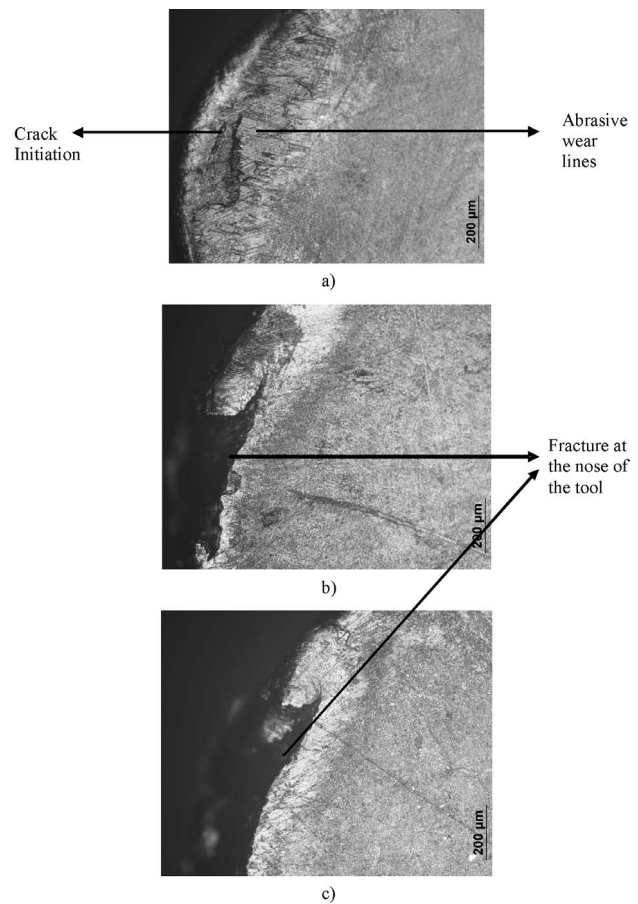 Crack
Initiation
Abrasive
wear
lines
200 µm
a)
Fracture at
the nose of
the tool
200 µm
b)
200 µm
c)